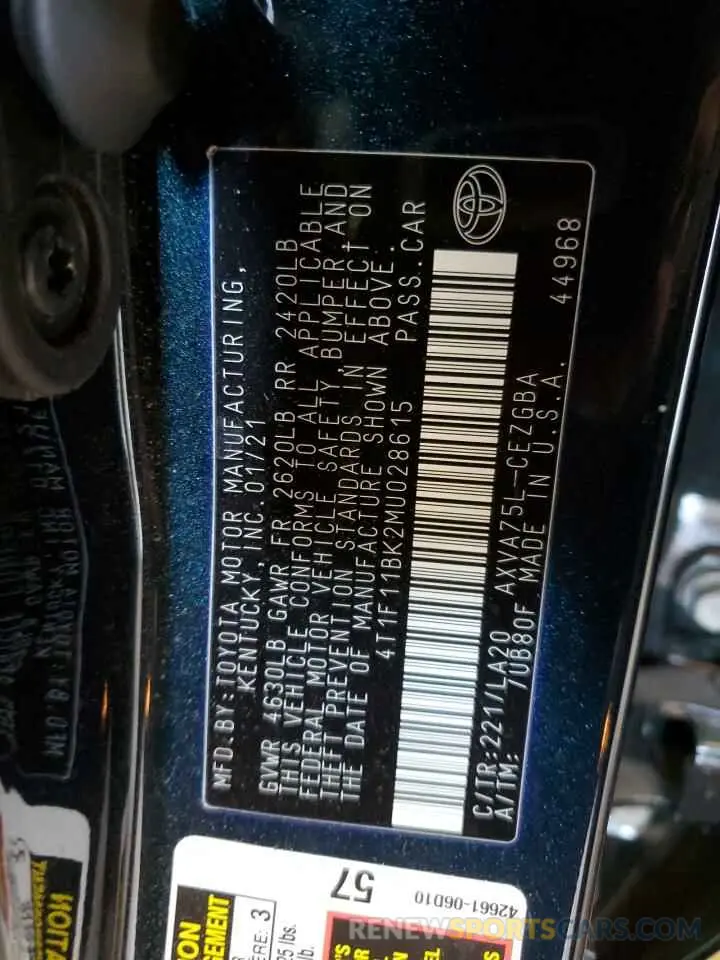 MFD.BY:TOYOTA MOTOR MANUFACTURING,
KENTUCKY, INC. 01/21
GVWR 4630LB GAWR FR 2620LB RR 2420LB
THIS VEHICLE CONFORMS TO ALL APPLICABLE
FEDERAL MOTOR VEHICLE SAFETY, BUMPER, AND
THEFT PREVENTION STANDARDS IN EFFECT ON
THE DATE OF MANUFACTURE SHOWN ABOVE.
4T1F11BK2MU028615 PASS.CAR
C/TR:221/LA20 AXVA75L-CEZGBA
A/TM: 70B80F MADE IN U.S.A. 44968
57
42661-06D10
3
RENEWSPORTSCARS.COM